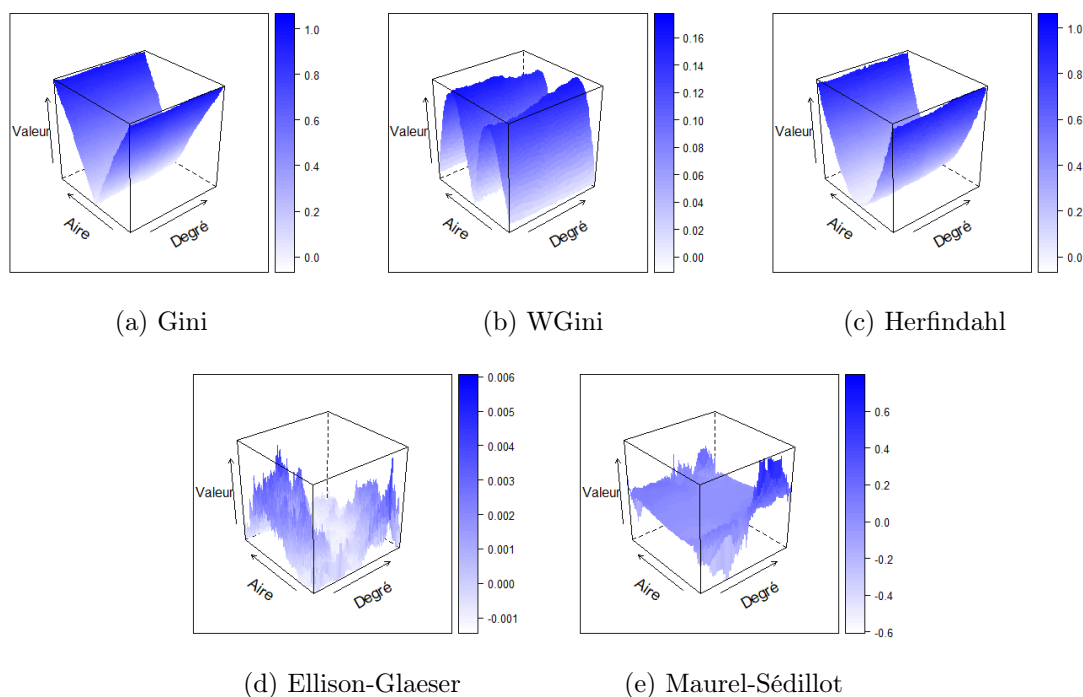 Valeur
Aire
Degré
1.0
0.8
0.6
0.4
0.2
0.0
(a) Gini
Valeur
Aire
Degré
0.16
0.14
0.12
0.10
0.08
0.06
0.04
0.02
0.00
(b) WGini
Valeur
Aire
Degré
1.0
0.8
0.6
0.4
0.2
0.0
(c) Herfindahl
Valeur
Aire
Degré
0.006
0.005
0.004
0.003
0.002
0.001
0.000
-0.001
(d) Ellison-Glaeser
Valeur
Aire
Degré
0.6
0.4
0.2
0.0
-0.2
-0.4
-0.6
(e) Maurel-Sédillot